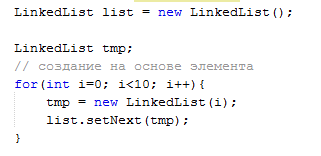 LinkedList list = new LinkedList();
LinkedList tmp;
// создание на основе элемента
for(int i=0; i<10; i++){
tmp = new LinkedList(i);
list.setNext(tmp);
}